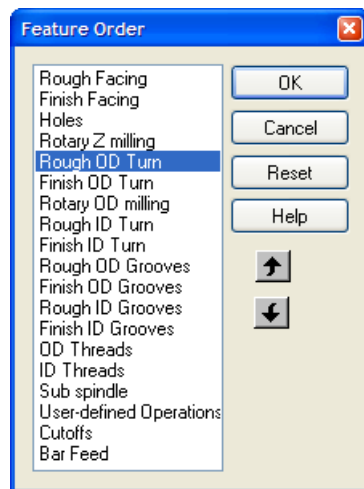 Feature Order
Rough Facing
Finish Facing
Holes
Rotary Z milling
Rough OD Turn
Finish OD Turn
Rotary OD milling
Rough ID Turn
Finish ID Turn
Rough OD Grooves
Finish OD Grooves
Rough ID Grooves
Finish ID Grooves
OD Threads
ID Threads
Sub spindle
User-defined Operations
Cutoffs
Bar Feed
OK
Cancel
Reset
Help